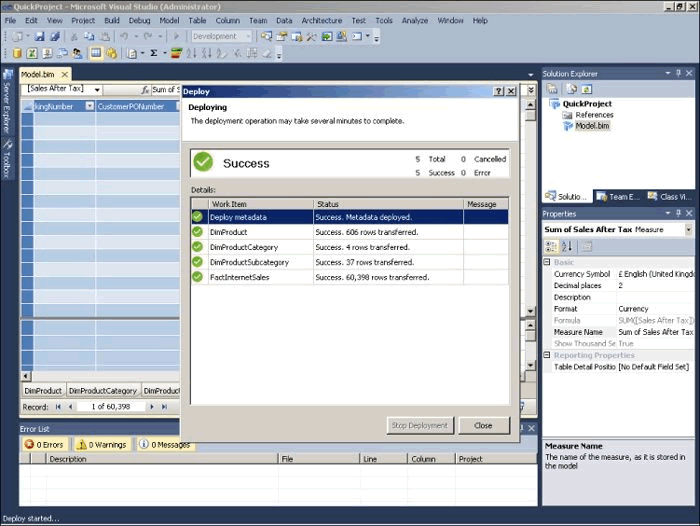 QuickProject - Microsoft Visual Studio (Administrator)
File Edit View Project Build Debug Model Table Column Team Data Architecture Test Tools Analyze Window Help
Development
Server Explorer
Toolbox
Model.bim
[Sales After Tax] fx Sum of S
kingNumber CustomerPONumber
DimProduct DimProductCategory DimProduc
Record: 1 of 60,398
Deploy
Deploying
The deployment operation may take several minutes to complete.
Success
5 Total 0 Cancelled
5 Success 0 Error
Details:
Work Item Status Message
Deploy metadata Success. Metadata deployed.
DimProduct Success. 606 rows transferred.
DimProductCategory Success. 4 rows transferred.
DimProductSubcategory Success. 37 rows transferred.
FactInternetSales Success. 60,398 rows transferred.
Stop Deployment Close
Solution Explorer
QuickProject
References
Model.bim
Solutio... Team E... Class Vi...
Properties
Sum of Sales After Tax Measure
Basic
Currency Symbol £ English (United Kingdo
Decimal places 2
Description
Format Currency
Formula SUM([Sales After Tax])
Measure Name Sum of Sales After Tax
Show Thousand Se True
Reporting Properties
Table Detail Positio [No Default Field Set]
Measure Name
The name of the measure, as it is stored in
the model
Error List
0 Errors 0 Warnings 0 Messages
Description File Line Column Project
Deploy started...